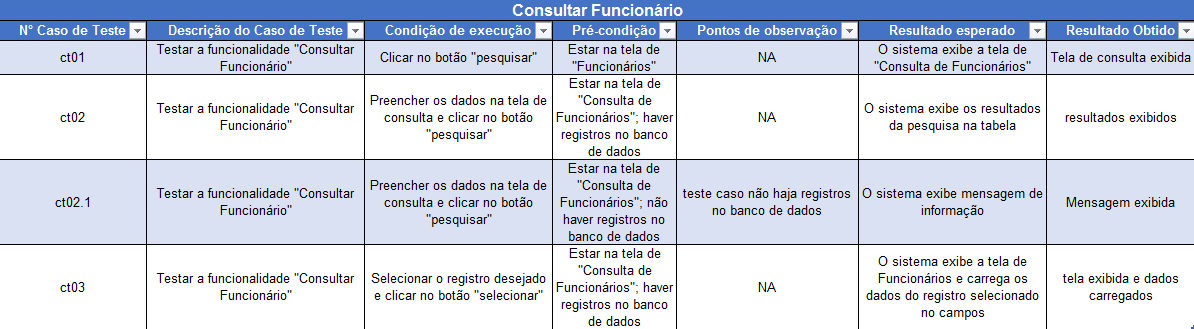 Consultar Funcionário
N° Caso de Teste Descrição do Caso de Teste Condição de execução Pré-condição Pontos de observação Resultado esperado Resultado Obtido
ct01
Testar a funcionalidade "Consultar
Funcionário"
Clicar no botão "pesquisar"
Estar na tela de
"Funcionários"
NA
O sistema exibe a tela de
"Consulta de Funcionários"
Tela de consulta exibida
ct02
Testar a funcionalidade "Consultar
Funcionário"
Preencher os dados na tela de
consulta e clicar no botão
"pesquisar"
Estar na tela de
"Consulta de
Funcionários"; haver
registros no banco
de dados
NA
O sistema exibe os resultados
da pesquisa na tabela
resultados exibidos
ct02.1
Testar a funcionalidade "Consultar
Funcionário"
Preencher os dados na tela de
consulta e clicar no botão
"pesquisar"
Estar na tela de
"Consulta de
Funcionários"; não
haver registros no
banco de dados
teste caso não haja registros
no banco de dados
O sistema exibe mensagem de
informação
Mensagem exibida
ct03
Testar a funcionalidade "Consultar
Funcionário"
Selecionar o registro desejado
e clicar no botão "selecionar"
Estar na tela de
"Consulta de
Funcionários"; haver
registros no banco
de dados
NA
O sistema exibe a tela de
Funcionários e carrega os
dados do registro selecionado
no campos
tela exibida e dados
carregados